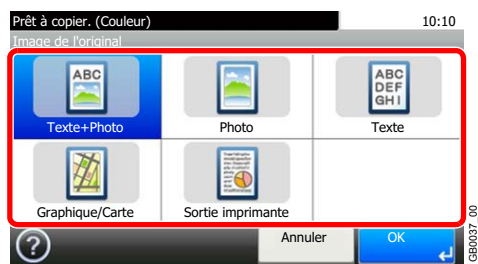 Prêt à copier. (Couleur) 10:10
Image de l'original
ABC
ABC
DEF
GHI
Texte+Photo Photo Texte
Graphique/Carte Sortie imprimante
? Annuler OK
GB0037_00